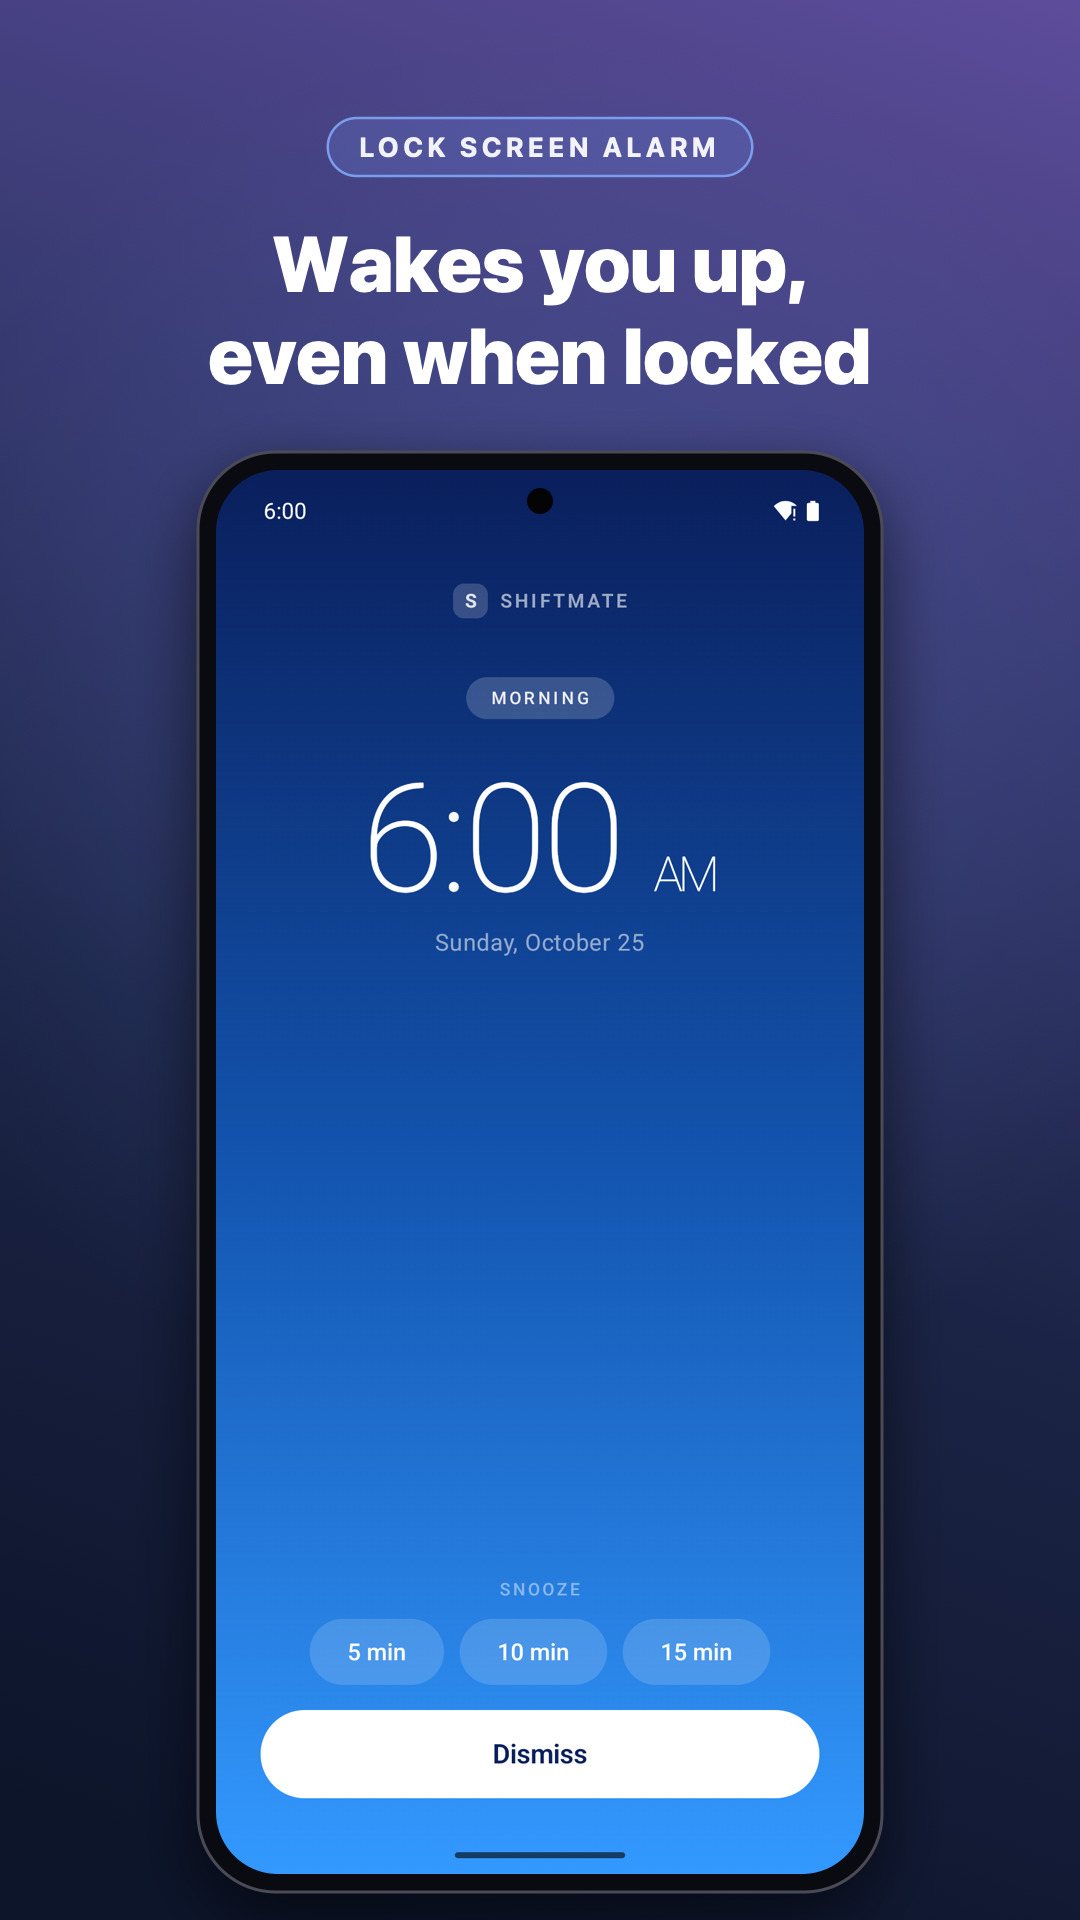 LOCK SCREEN ALARM
Wakes you up,
even when locked
6:00
S SHIFTMATE
MORNING
6:00 AM
Sunday, October 25
SNOOZE
5 min 10 min 15 min
Dismiss